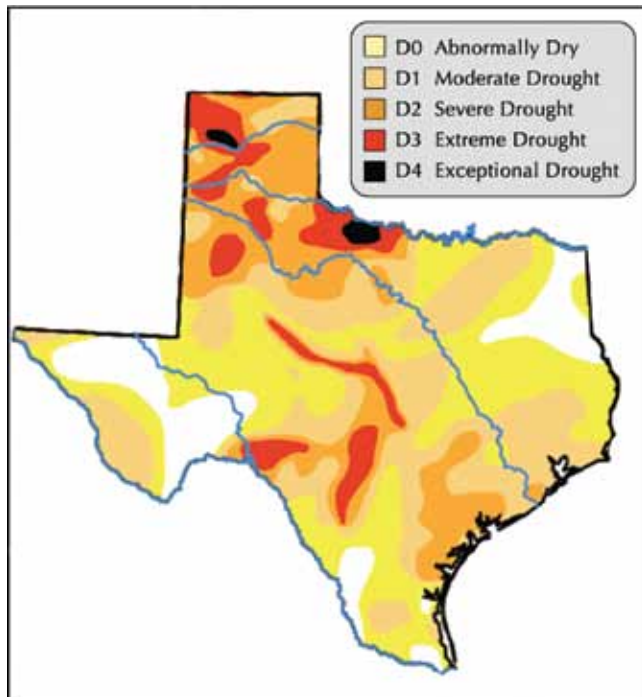 D0 Abnormally Dry
D1 Moderate Drought
D2 Severe Drought
D3 Extreme Drought
D4 Exceptional Drought